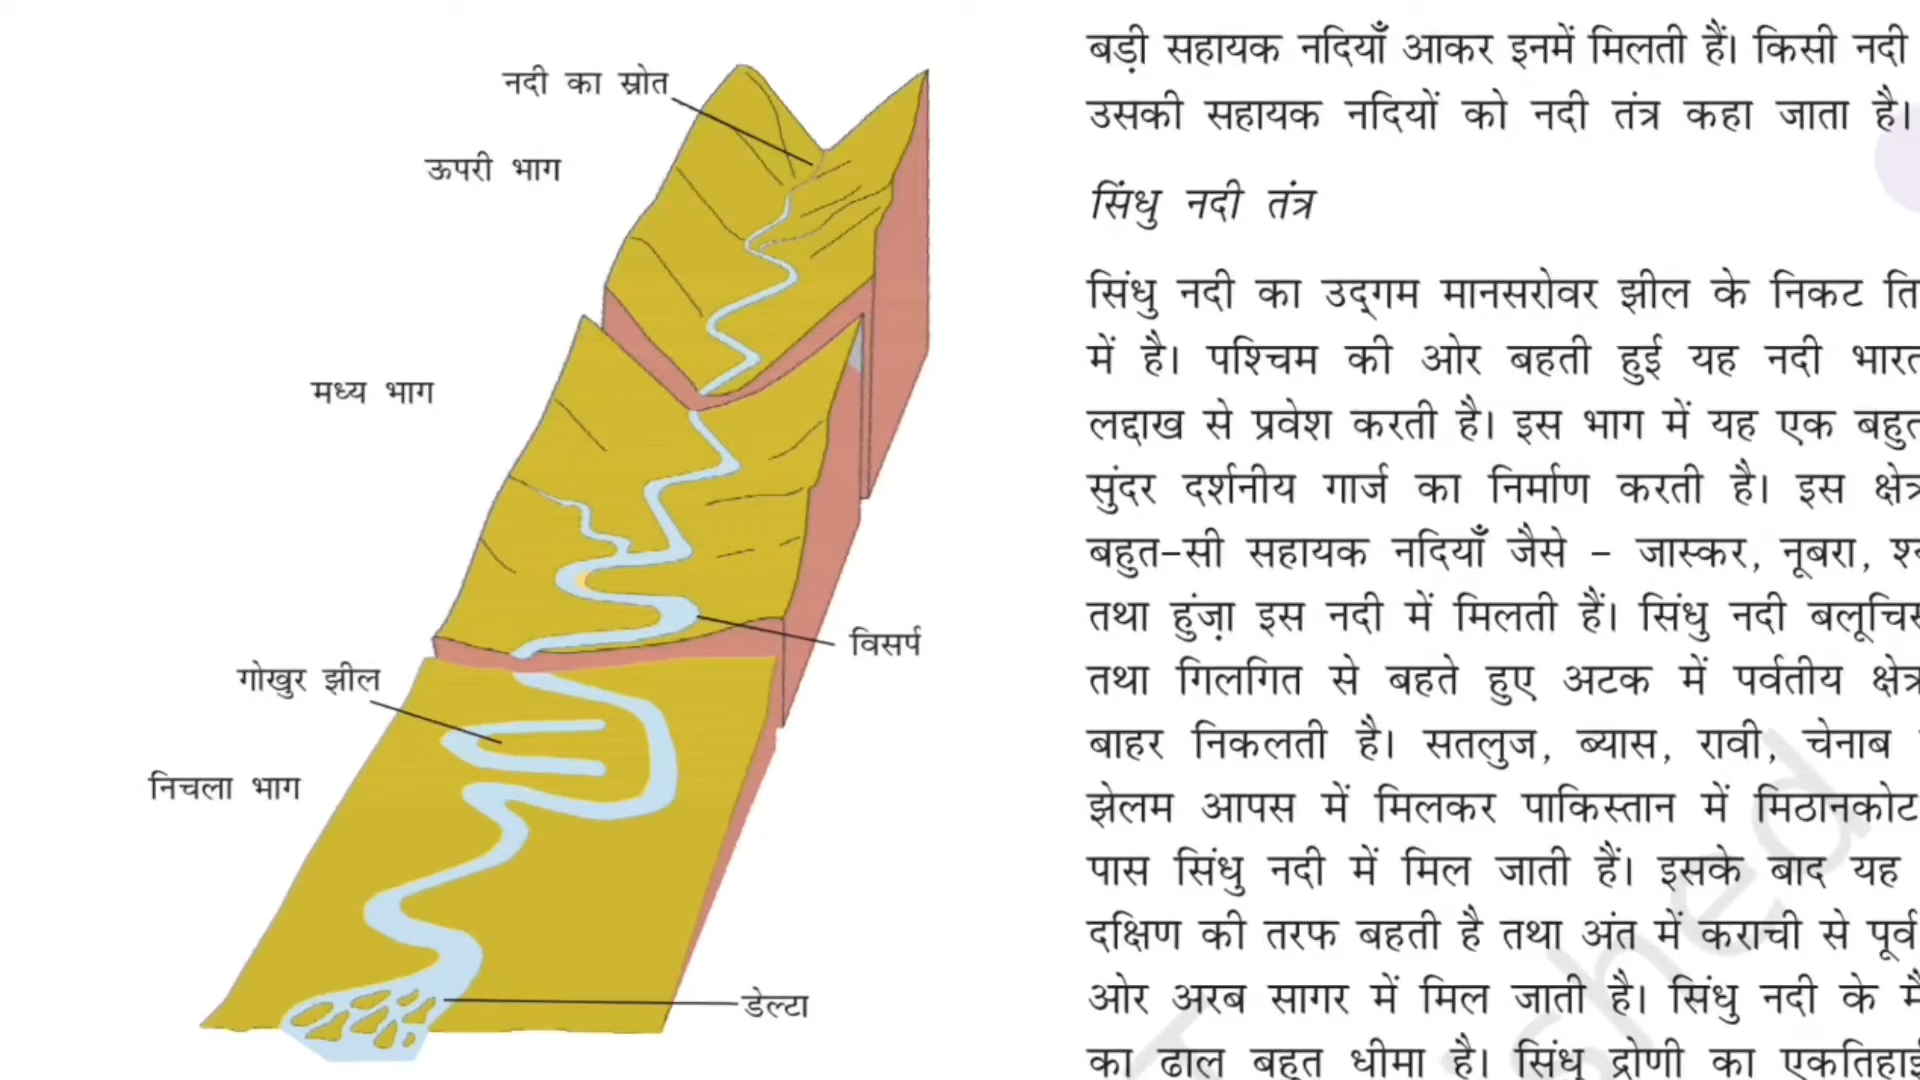 नदी का स्रोत
ऊपरी भाग
मध्य भाग
विसर्प
गोखुर झील
निचला भाग
डेल्टा
बड़ी सहायक नदियाँ आकर इनमें मिलती हैं। किसी नदी
उसकी सहायक नदियों को नदी तंत्र कहा जाता है।
सिंधु नदी तंत्र
सिंधु नदी का उद्गम मानसरोवर झील के निकट ति
में है। पश्चिम की ओर बहती हुई यह नदी भारत
लद्दाख से प्रवेश करती है। इस भाग में यह एक बहुत
सुंदर दर्शनीय गार्ज का निर्माण करती है। इस क्षेत्र
बहुत-सी सहायक नदियाँ जैसे – जास्कर, नूबरा,
तथा हुंज़ा इस नदी में मिलती हैं। सिंधु नदी
तथा गिलगित से बहते हुए अटक में पर्वतीय क्षेत्र
बाहर निकलती है। सतलुज, ब्यास, रावी, चेनाब
झेलम आपस में मिलकर पाकिस्तान में मिठानकोट
पास सिंधु नदी में मिल जाती हैं। इसके बाद यह
दक्षिण की तरफ बहती है तथा अंत में कराची से पूर्व
ओर अरब सागर में मिल जाती है। सिंधु नदी के
का ढाल बहुत धीमा है। सिंधु द्रोणी का